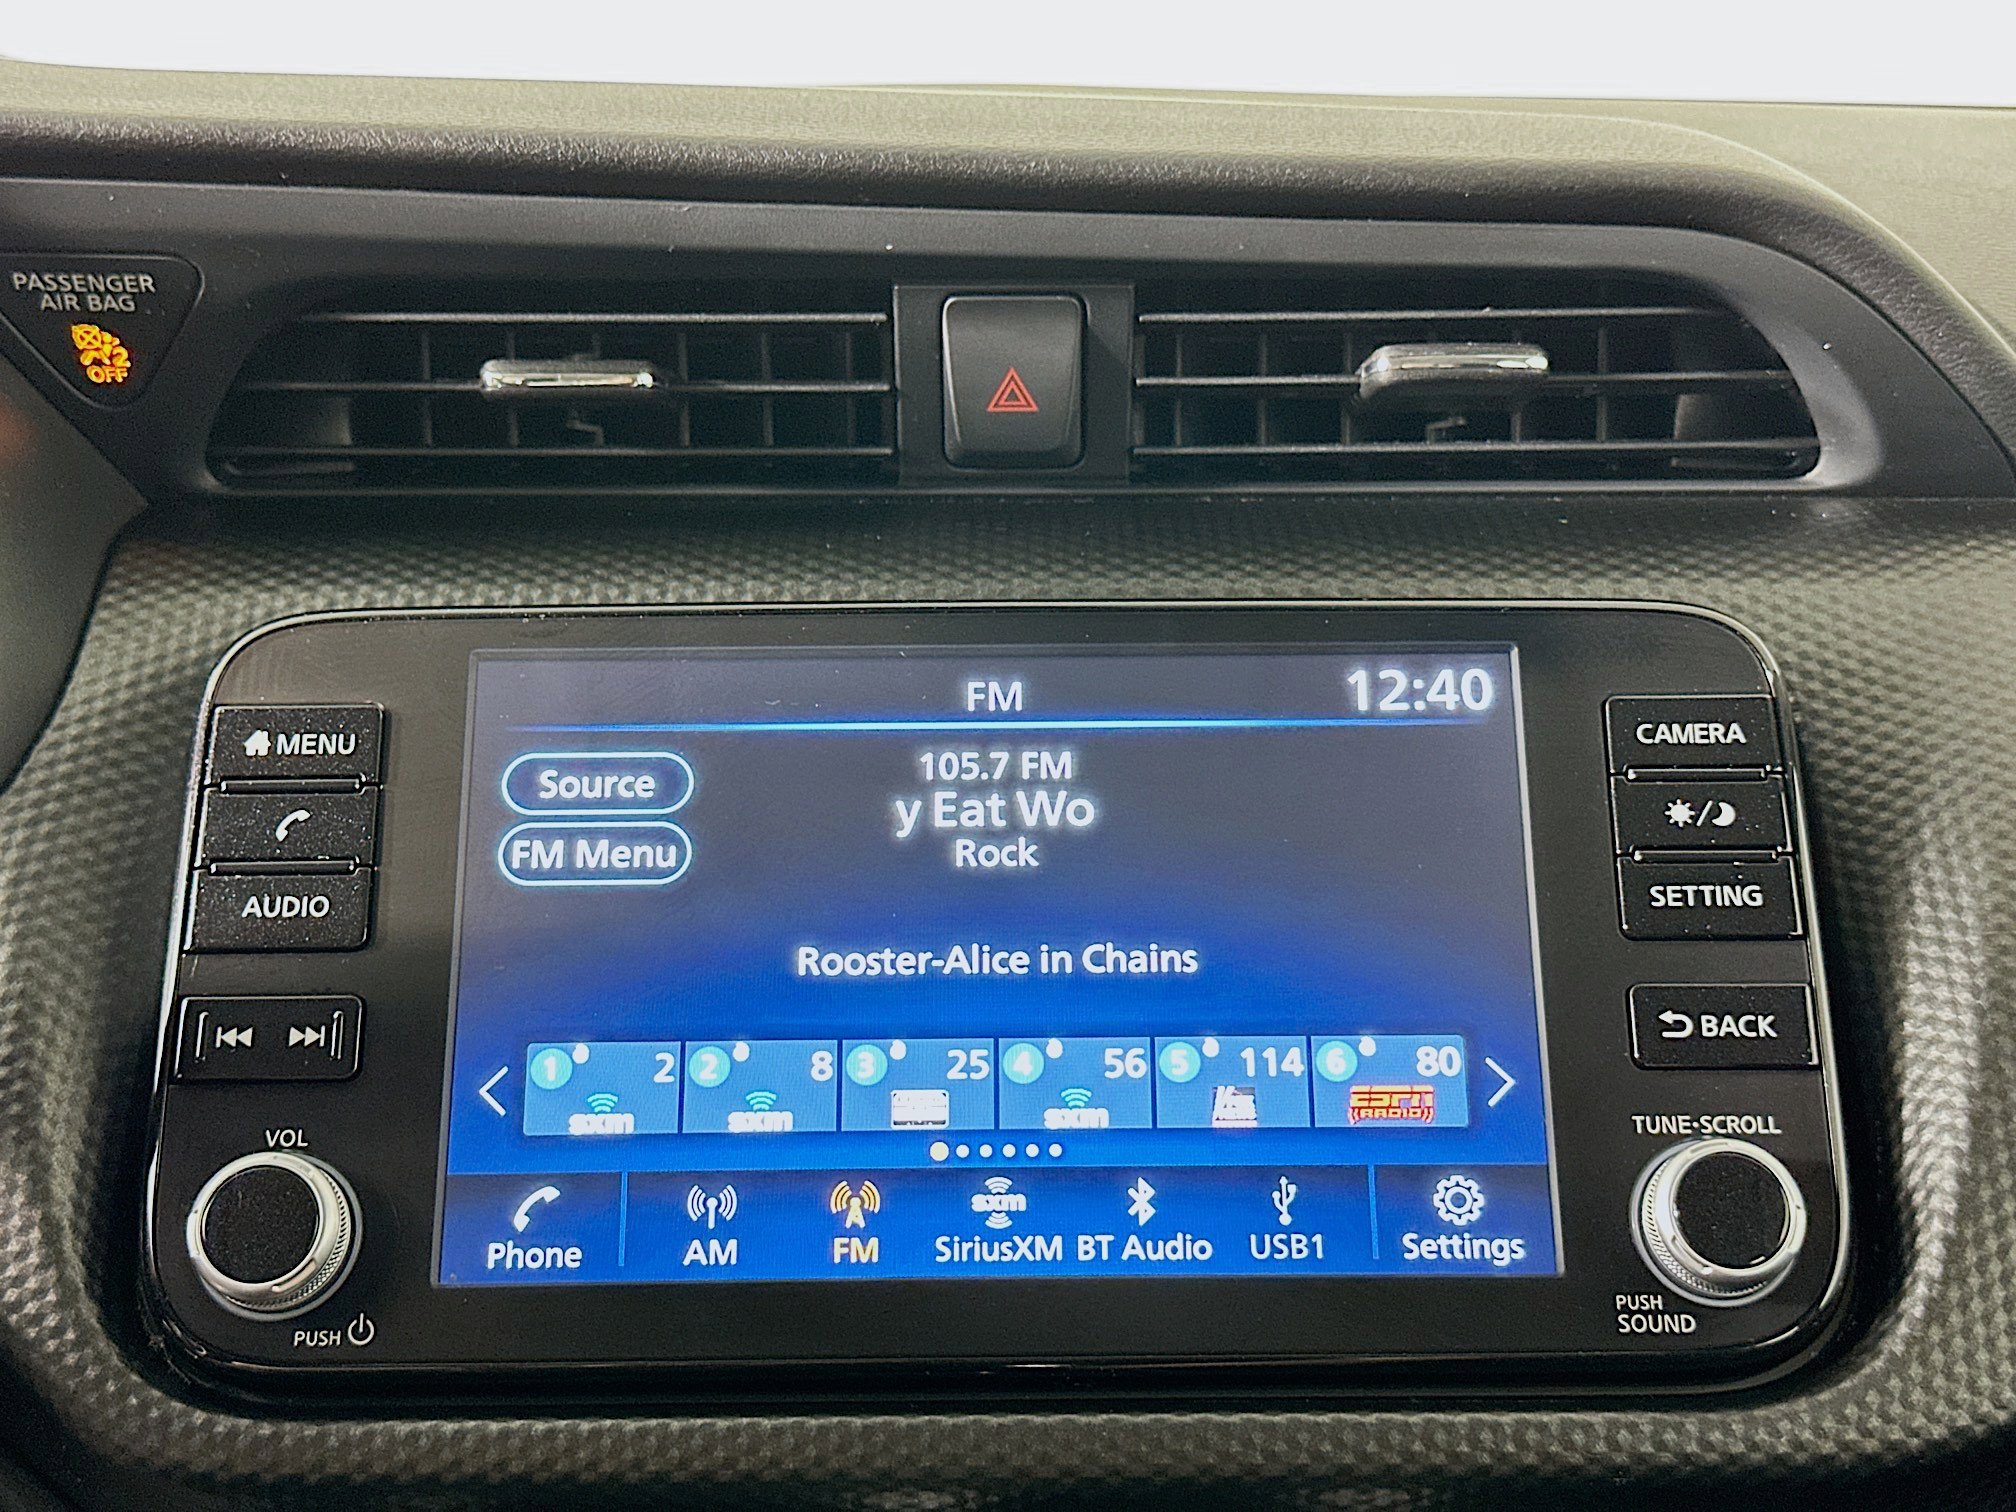 PASSENGER
AIR BAG
2
OFF
FM
12:40
MENU
Source
105.7 FM
y Eat Wo
Rock
FM Menu
AUDIO
CAMERA
SETTING
Rooster-Alice in Chains
BACK
1 2
2 8
3 25
4 56
5 114
6 80
sxm
sxm
sxm
ESPN
RADIO
VOL
PUSH
TUNE·SCROLL
PUSH
SOUND
sxm
Phone
AM
FM
SiriusXM
BT Audio
USB1
Settings